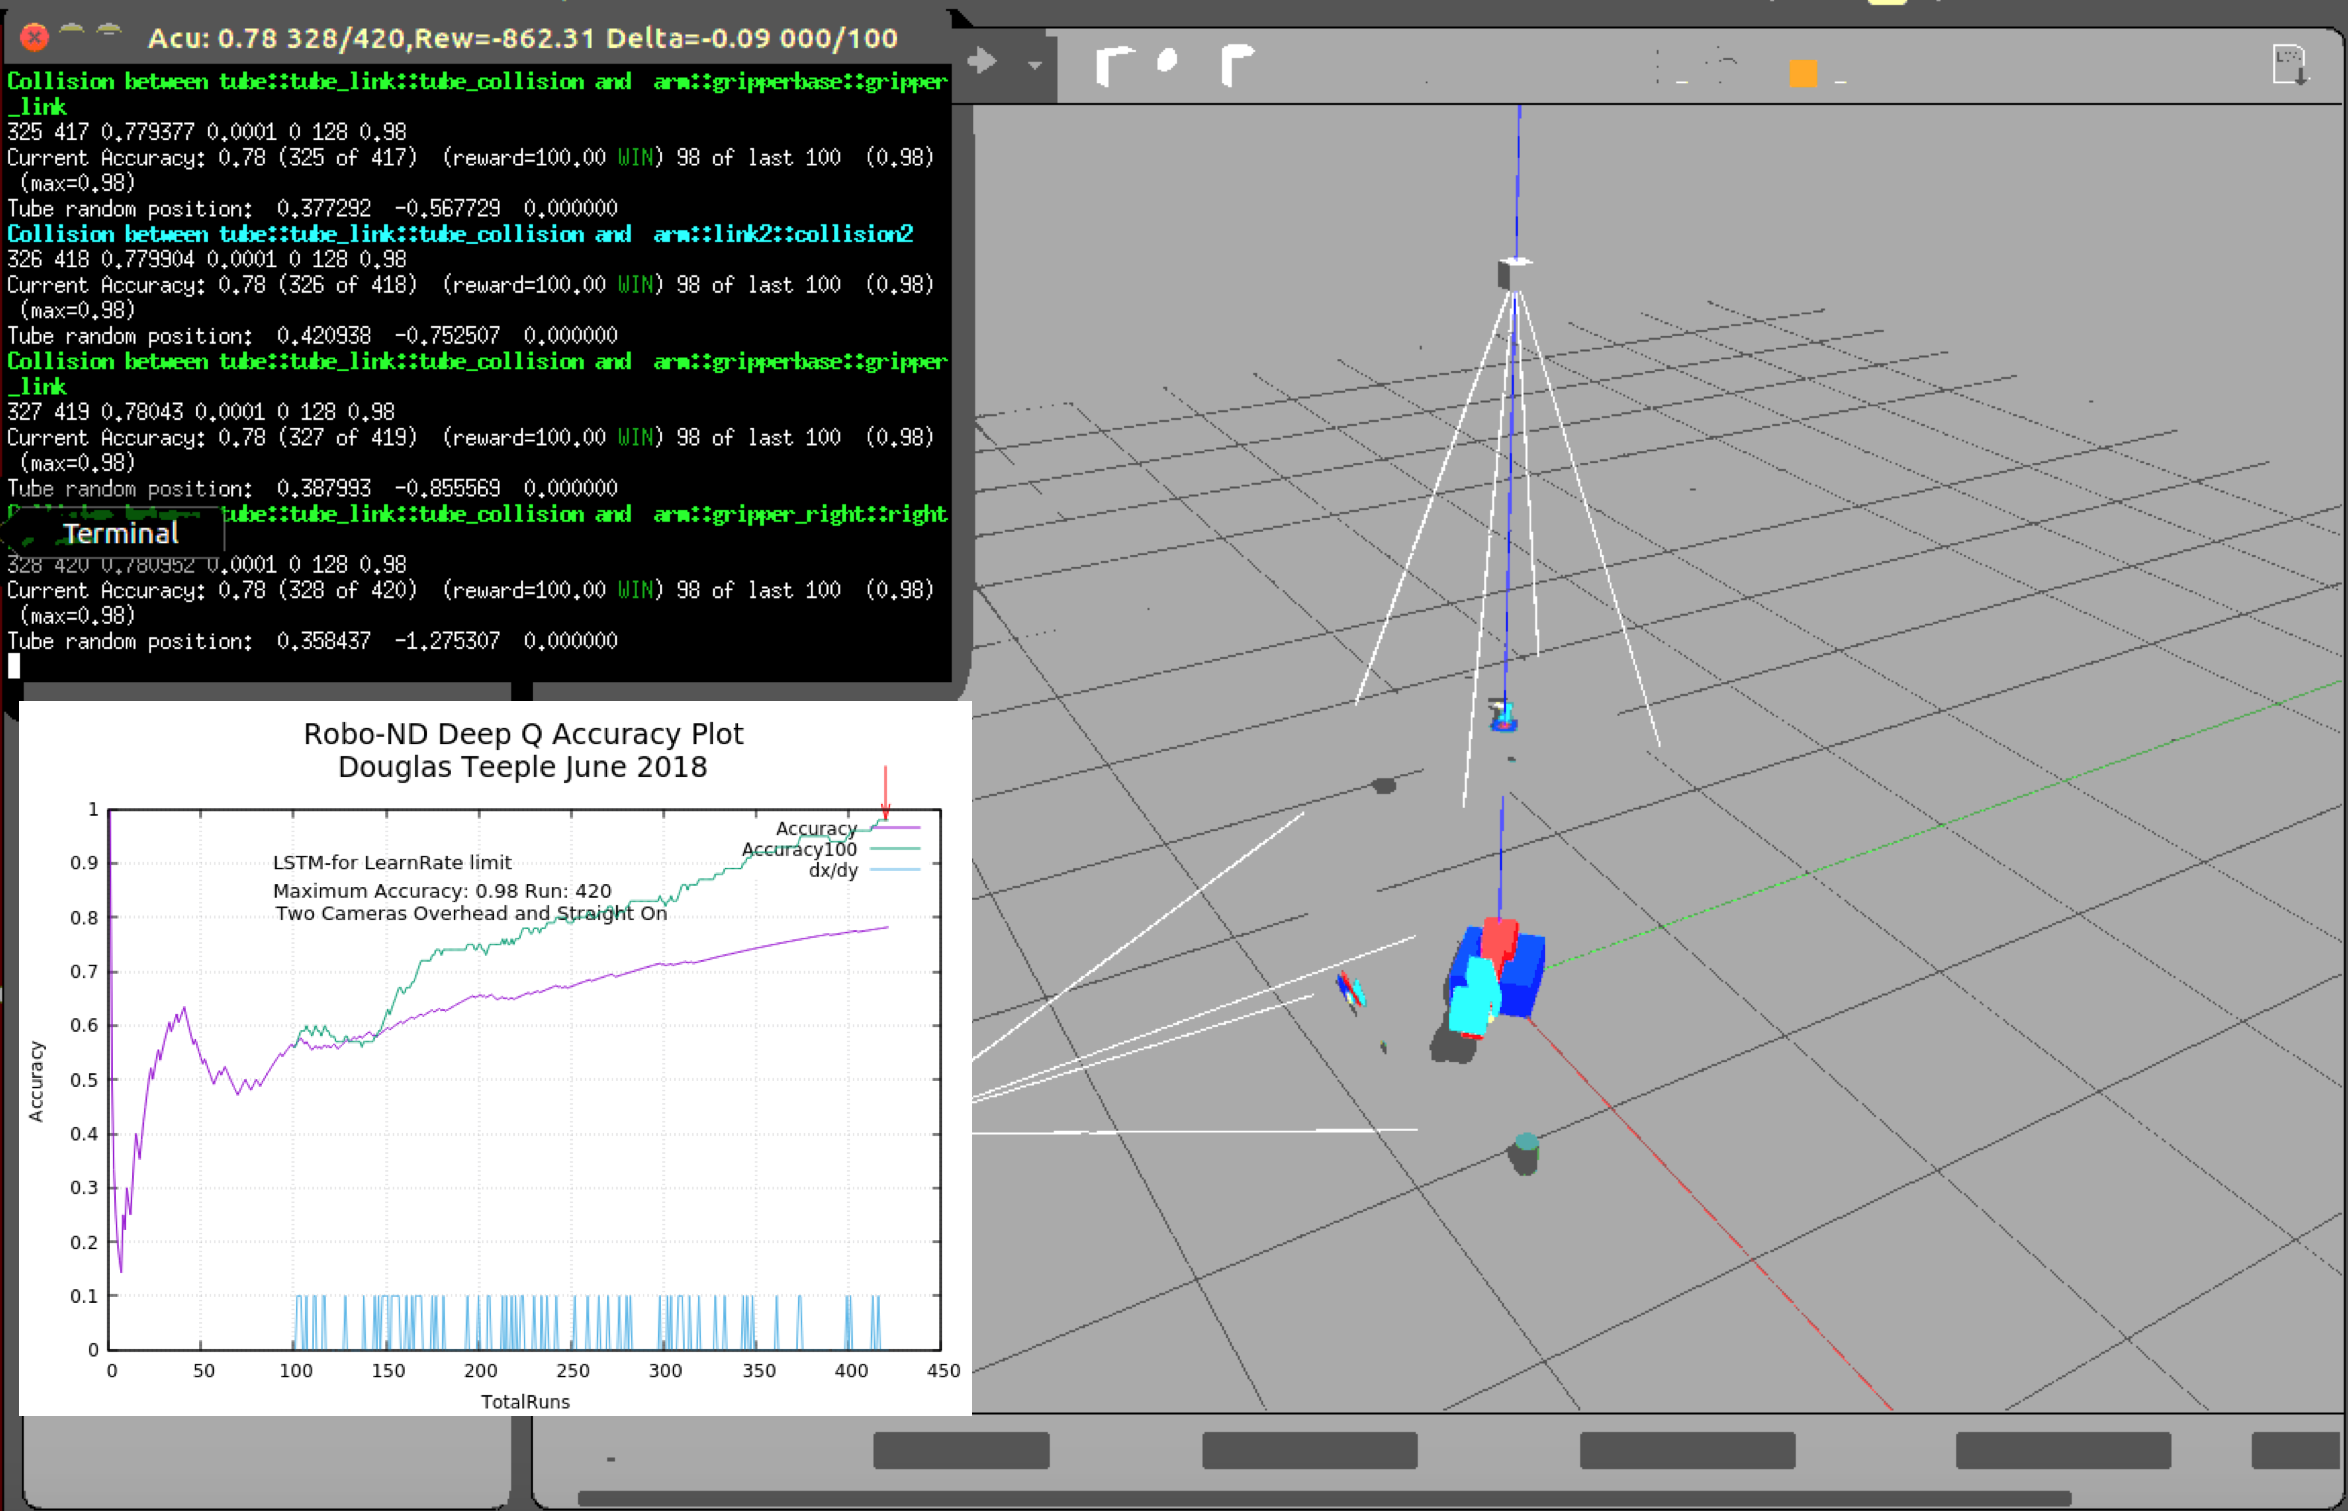 Acu: 0.78 328/420,Rew=-862.31 Delta=-0.09 000/100
Collision between tube::tube_link::tube_collision and  arm::gripperbase::gripper
_link
325 417 0.779377 0.0001 0 128 0.98
Current Accuracy: 0.78 (325 of 417)  (reward=100.00 WIN) 98 of last 100  (0.98)
(max=0.98)
Tube random position:  0.377292  -0.567729  0.000000
Collision between tube::tube_link::tube_collision and  arm::link2::collision2
326 418 0.779904 0.0001 0 128 0.98
Current Accuracy: 0.78 (326 of 418)  (reward=100.00 WIN) 98 of last 100  (0.98)
(max=0.98)
Tube random position:  0.420938  -0.752507  0.000000
Collision between tube::tube_link::tube_collision and  arm::gripperbase::gripper
_link
327 419 0.78043 0.0001 0 128 0.98
Current Accuracy: 0.78 (327 of 419)  (reward=100.00 WIN) 98 of last 100  (0.98)
(max=0.98)
Tube random position:  0.387993  -0.855569  0.000000
tube::tube_link::tube_collision and  arm::gripper_right::right
Terminal
328 420 0.780952 0.0001 0 128 0.98
Current Accuracy: 0.78 (328 of 420)  (reward=100.00 WIN) 98 of last 100  (0.98)
(max=0.98)
Tube random position:  0.358437  -1.275307  0.000000
Robo-ND Deep Q Accuracy Plot
Douglas Teeple June 2018
Accuracy
Accuracy100
dx/dy
LSTM-for LearnRate limit
Maximum Accuracy: 0.98 Run: 420
Two Cameras Overhead and Straight On
1
0.9
0.8
0.7
0.6
0.5
0.4
0.3
0.2
0.1
0
Accuracy
0 50 100 150 200 250 300 350 400 450
TotalRuns